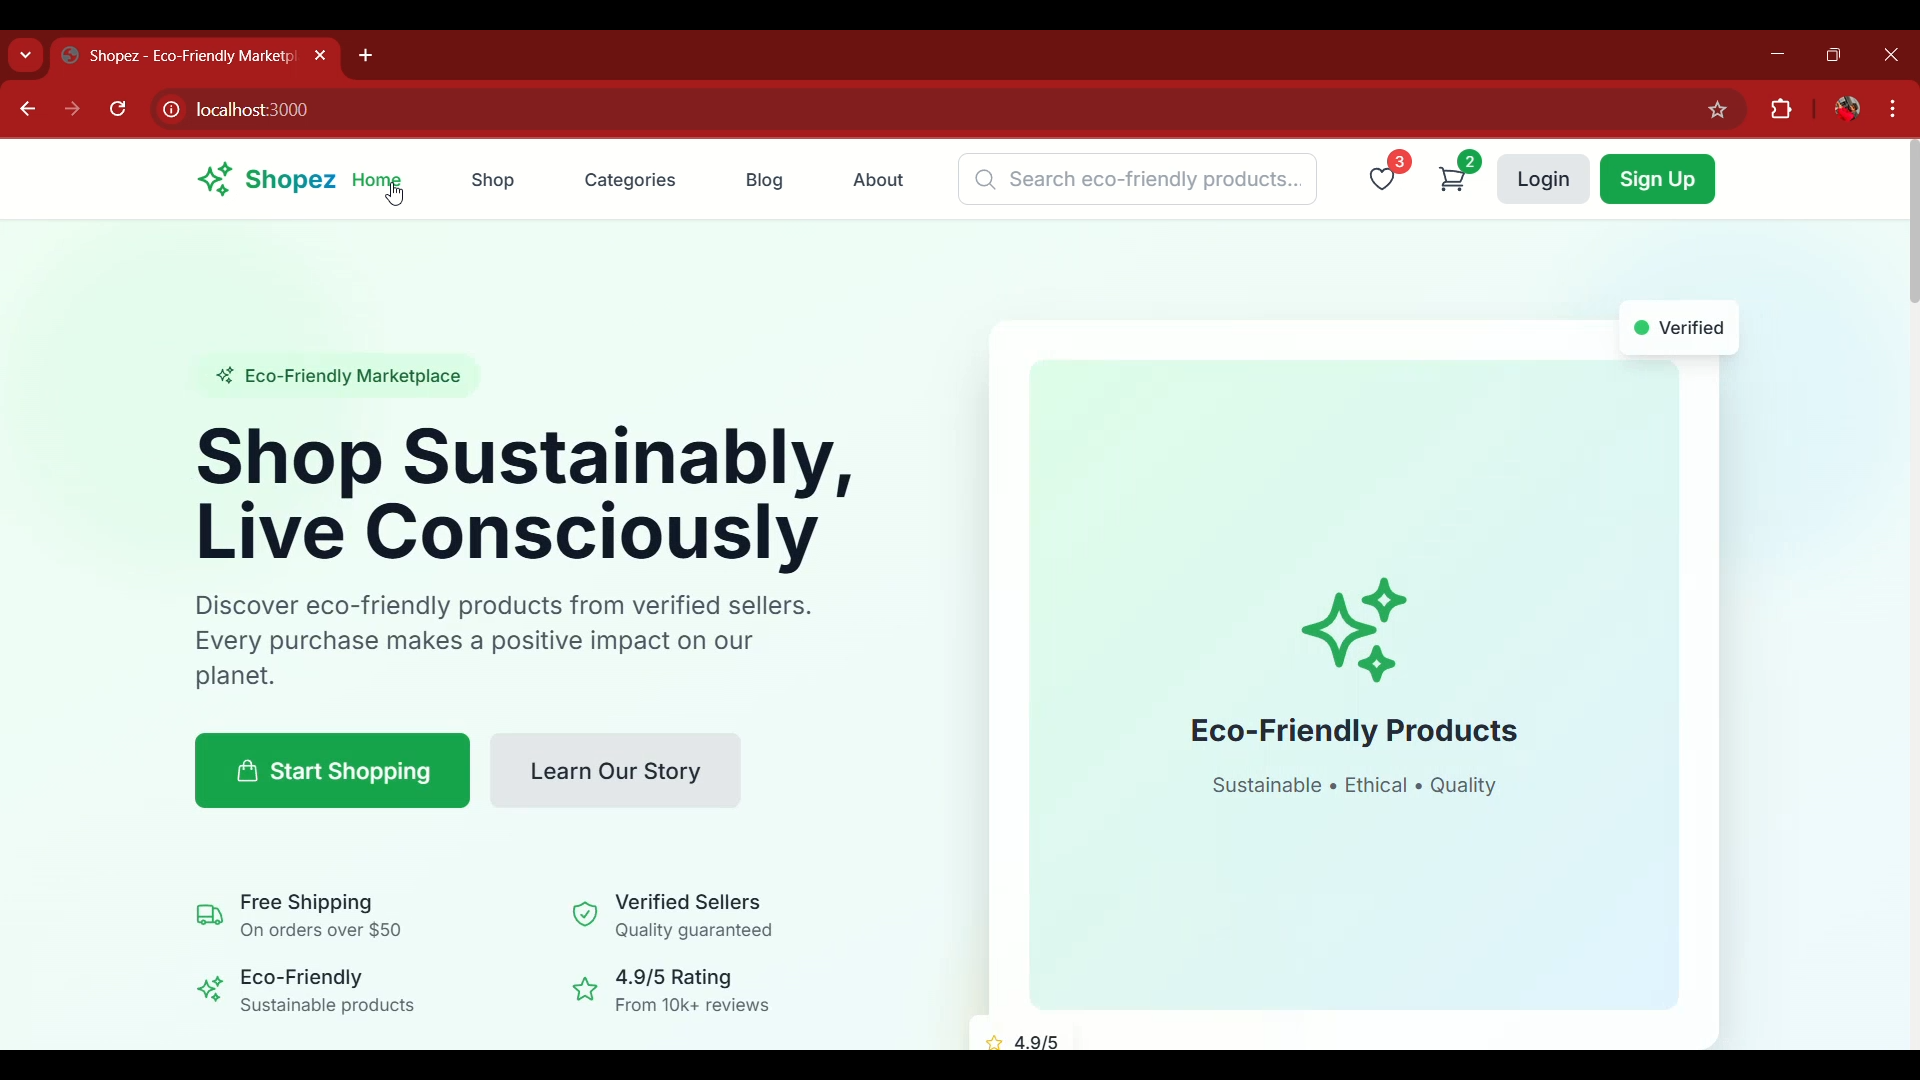 Shopez - Eco-Friendly Marketpl
localhost:3000
Shopez Home Shop Categories Blog About Search eco-friendly products... 3 2 Login Sign Up
Verified
Eco-Friendly Marketplace
Shop Sustainably,
Live Consciously
Discover eco-friendly products from verified sellers.
Every purchase makes a positive impact on our
planet.
Start Shopping Learn Our Story
Eco-Friendly Products
Sustainable • Ethical • Quality
Free Shipping
On orders over $50
Verified Sellers
Quality guaranteed
Eco-Friendly
Sustainable products
4.9/5 Rating
From 10k+ reviews
4.9/5